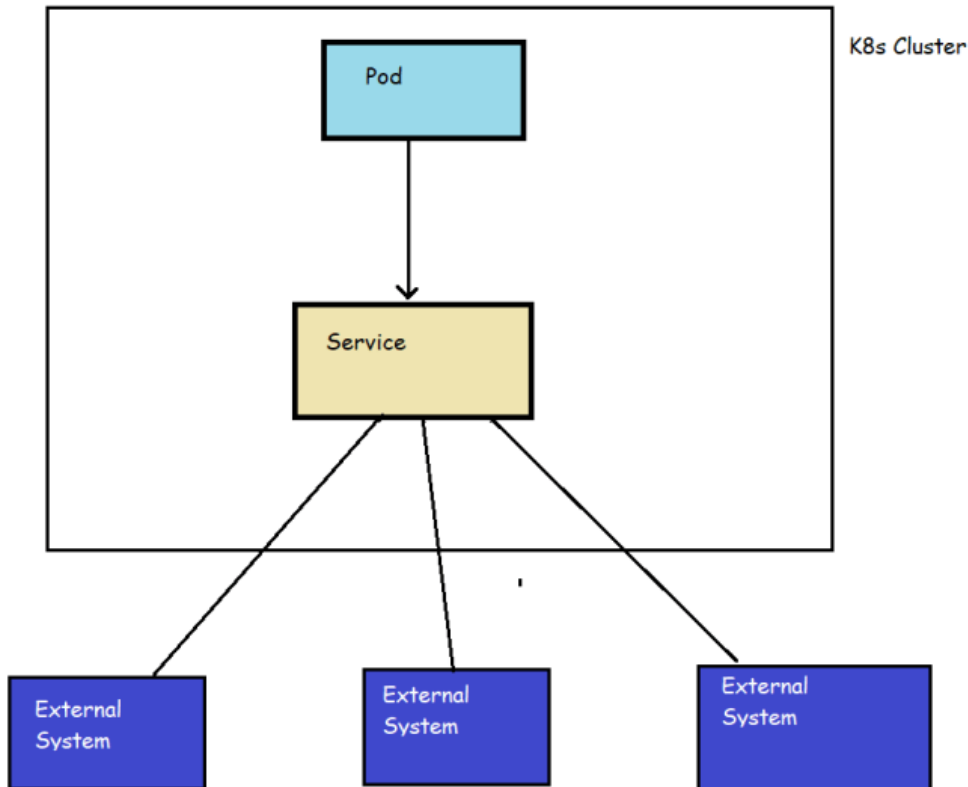 K8s Cluster
Pod
Service
External
System
External
System
External
System